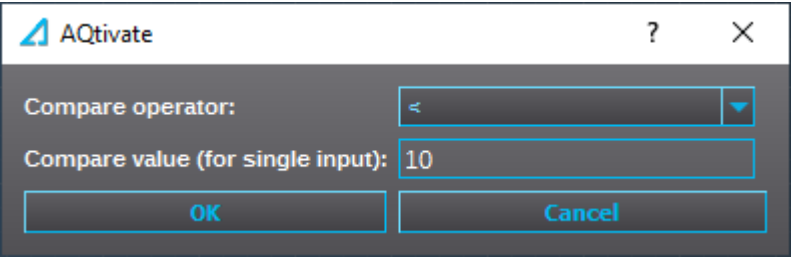 AQtivate ?
Compare operator: <
Compare value (for single input): 10
OK Cancel